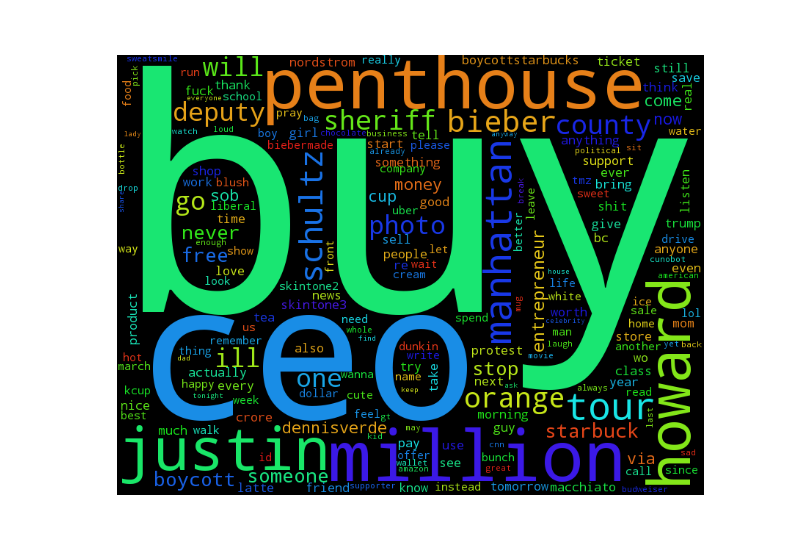 sweatsmile really boycottstarbucks ticket
pick run will nordstrom penthouse still
food thank think save
fuck school everyone come real
deputy pray bag sheriff bieber county now
lady watch loud boy girl chocolate business tell anyway political sit water
biebermade start please already anything
bottle shop something company support listen
work blush schultz money manhattan tmz ever
share drop go liberal sob cup uber good break sweet bring
buy
never time photo better leave shit give trump
way enough free show front sell people let entrepreneur bc drive anyone
love re wait cream house cunobot even
look skintone2 news mug life american
product skintone3 white ice howard
tea us need spend worth celebrity sale lol
ceo
hot thing remember whole find dunkin man home mom
march dad ill also write protest movie laugh store yet back
actually one try stop another wo
kcup happy every dollar wanna name take next ask class
nice tonight week cute keep orange always year
best crore feel gt morning tour read last
justin much walk dennisverde may guy starbuck
id kid pay use cnn via sad
boycott someone million offer see bunch great call since
wallet amazon
latte friend supporter know instead tomorrow macchiato budweiser